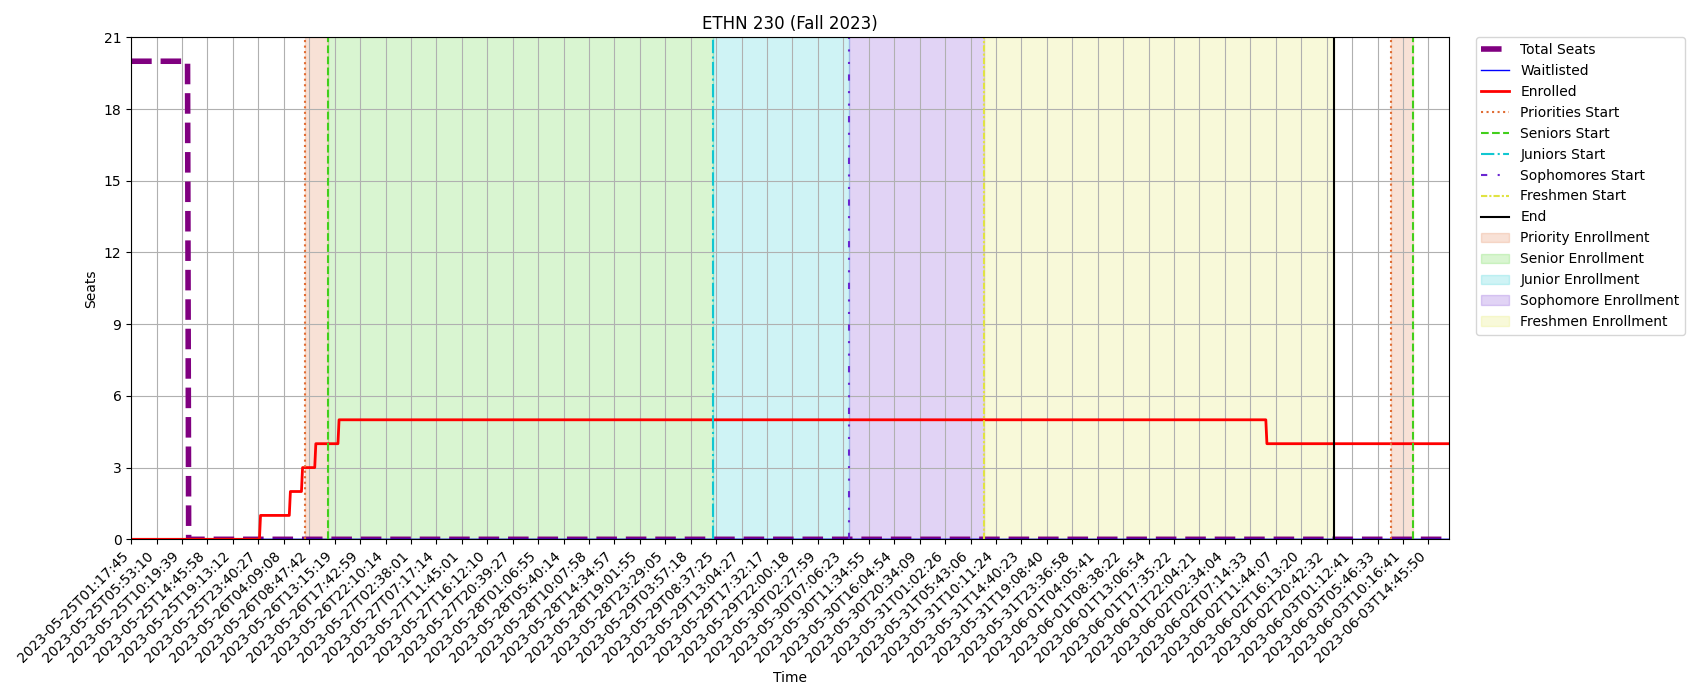 ETHN 230 (Fall 2023)
21
18
15
12
9
6
3
0
Seats
2023-05-25T01:17:45
2023-05-25T05:53:10
2023-05-25T10:19:39
2023-05-25T14:45:58
2023-05-25T19:13:12
2023-05-25T23:40:27
2023-05-26T04:09:08
2023-05-26T08:47:42
2023-05-26T13:15:19
2023-05-26T17:42:59
2023-05-26T22:10:14
2023-05-27T02:38:01
2023-05-27T07:17:14
2023-05-27T11:45:01
2023-05-27T16:12:10
2023-05-27T20:39:27
2023-05-28T01:06:55
2023-05-28T05:40:14
2023-05-28T10:07:58
2023-05-28T14:34:57
2023-05-28T19:01:55
2023-05-28T23:29:05
2023-05-29T03:57:18
2023-05-29T08:37:25
2023-05-29T13:04:27
2023-05-29T17:32:17
2023-05-29T22:00:18
2023-05-30T02:27:59
2023-05-30T07:06:23
2023-05-30T11:34:55
2023-05-30T16:04:54
2023-05-30T20:34:09
2023-05-31T01:02:26
2023-05-31T05:43:06
2023-05-31T10:11:24
2023-05-31T14:40:23
2023-05-31T19:08:40
2023-05-31T23:36:58
2023-06-01T04:05:41
2023-06-01T08:38:22
2023-06-01T13:06:54
2023-06-01T17:35:22
2023-06-01T22:04:21
2023-06-02T02:34:04
2023-06-02T07:14:33
2023-06-02T11:44:07
2023-06-02T16:13:20
2023-06-02T20:42:32
2023-06-03T01:12:41
2023-06-03T05:46:33
2023-06-03T10:16:41
2023-06-03T14:45:50
Time
Total Seats
Waitlisted
Enrolled
Priorities Start
Seniors Start
Juniors Start
Sophomores Start
Freshmen Start
End
Priority Enrollment
Senior Enrollment
Junior Enrollment
Sophomore Enrollment
Freshmen Enrollment